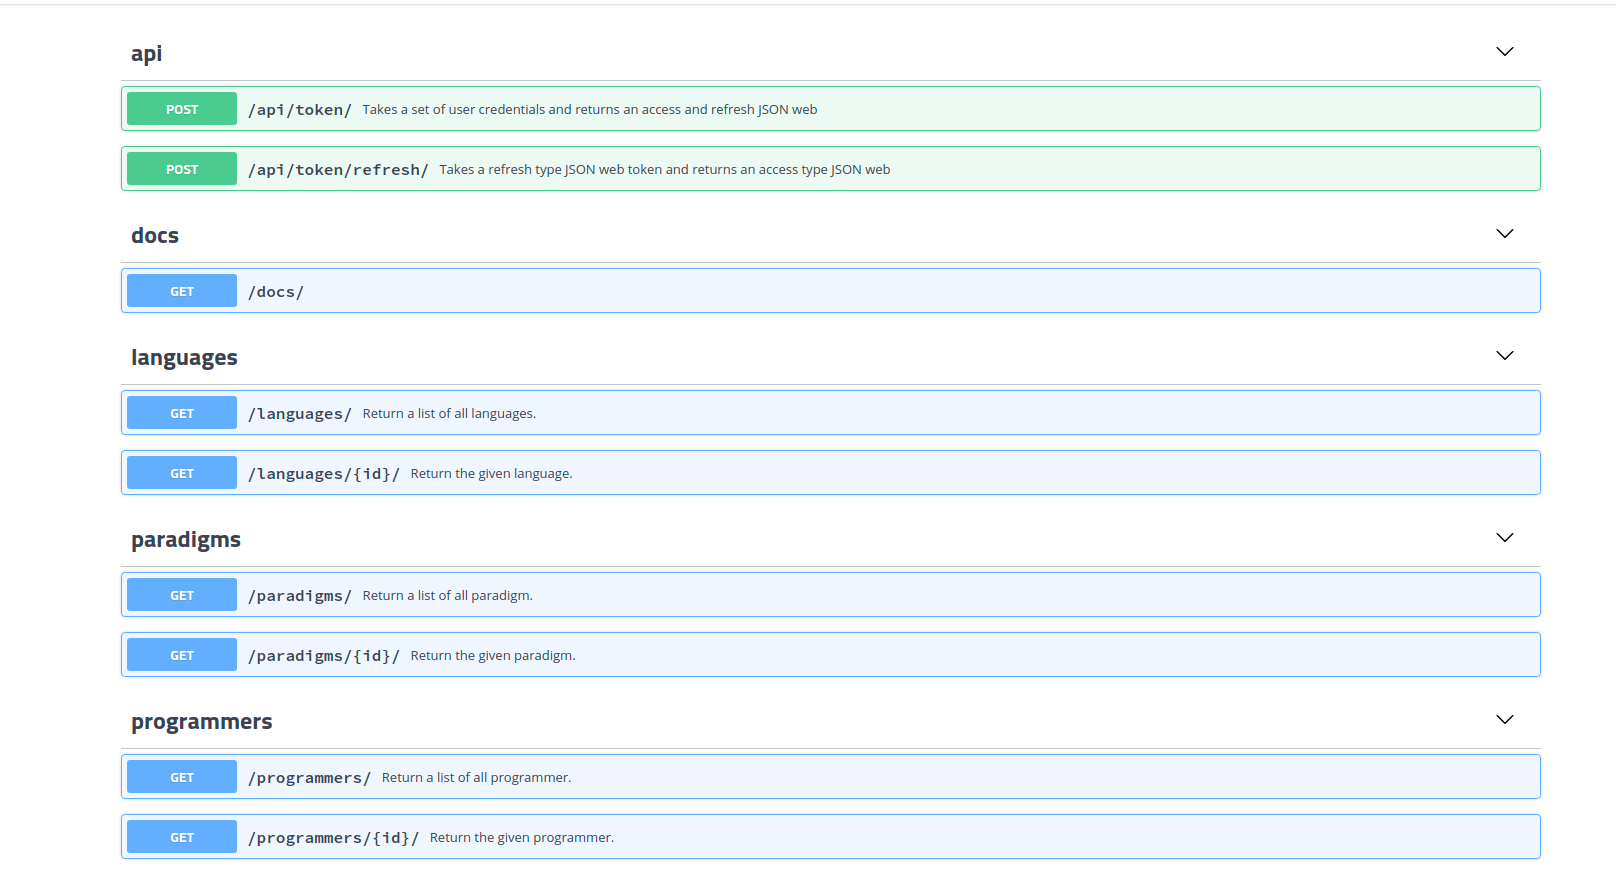 api
POST /api/token/ Takes a set of user credentials and returns an access and refresh JSON web
POST /api/token/refresh/ Takes a refresh type JSON web token and returns an access type JSON web
docs
GET /docs/
languages
GET /languages/ Return a list of all languages.
GET /languages/{id}/ Return the given language.
paradigms
GET /paradigms/ Return a list of all paradigm.
GET /paradigms/{id}/ Return the given paradigm.
programmers
GET /programmers/ Return a list of all programmer.
GET /programmers/{id}/ Return the given programmer.